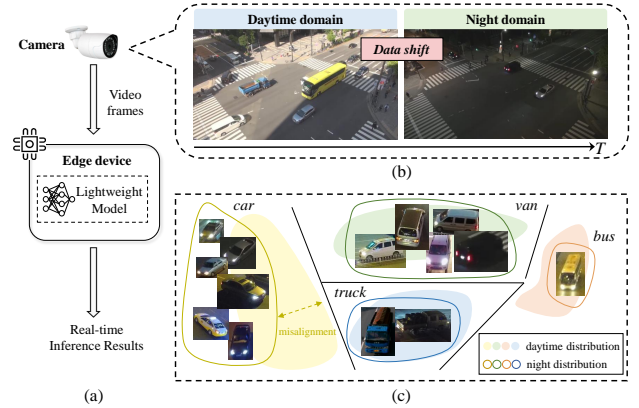 Camera
Video
frames
Edge device
Lightweight
Model
Real-time
Inference Results
(a)
Daytime domain
Night domain
Data shift
T
(b)
car
van
bus
truck
misalignment
daytime distribution
night distribution
(c)